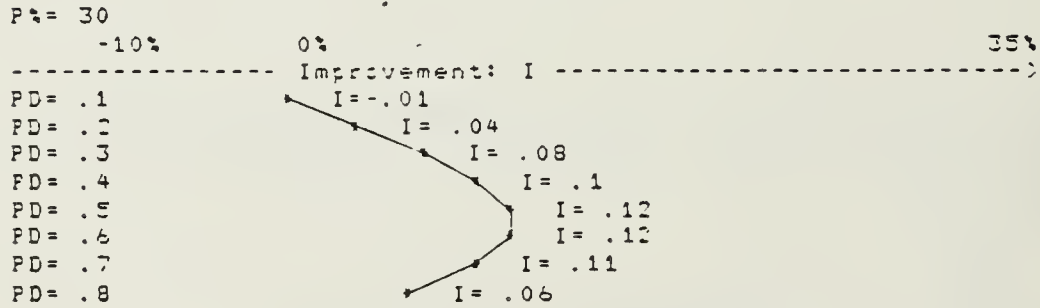 P%= 30
-10% 0% 35%
---------------- Improvement: I ----------------------------->
PD= .1 I=-.01
PD= .2 I= .04
PD= .3 I= .08
PD= .4 I= .1
PD= .5 I= .12
PD= .6 I= .12
PD= .7 I= .11
PD= .8 I= .06